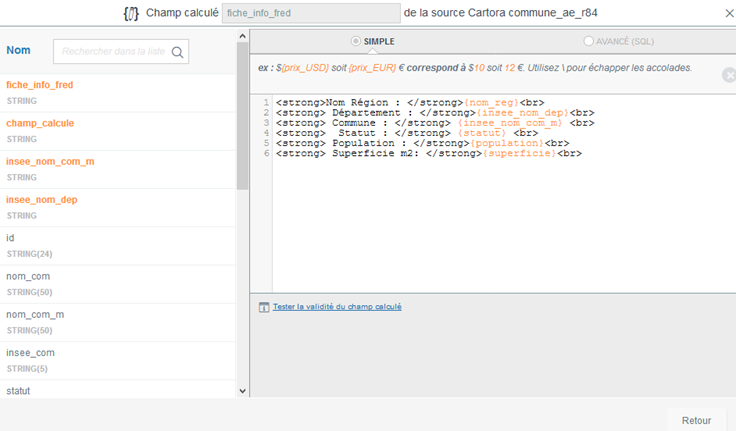 Champ calculé fiche_info_fred de la source Cartora commune_ae_r84
Nom
Rechercher dans la liste
fiche_info_fred
STRING
champ_calcule
STRING
insee_nom_com_m
STRING
insee_nom_dep
STRING
id
STRING(24)
nom_com
STRING(50)
nom_com_m
STRING(50)
insee_com
STRING(5)
statut
SIMPLE
AVANCÉ (SQL)
ex : ${prix_USD} soit {prix_EUR} € correspond à $10 soit 12 €. Utilisez \ pour échapper les accolades.
1 <strong>Nom Région : </strong>{nom_reg}<br>
2 <strong> Département : </strong>{insee_nom_dep}<br>
3 <strong> Commune : </strong> {insee_nom_com_m} <br>
4 <strong>  Statut : </strong> {statut} <br>
5 <strong> Population : </strong>{population}<br>
6 <strong> Superficie m2: </strong>{superficie}<br>
Tester la validité du champ calculé
Retour